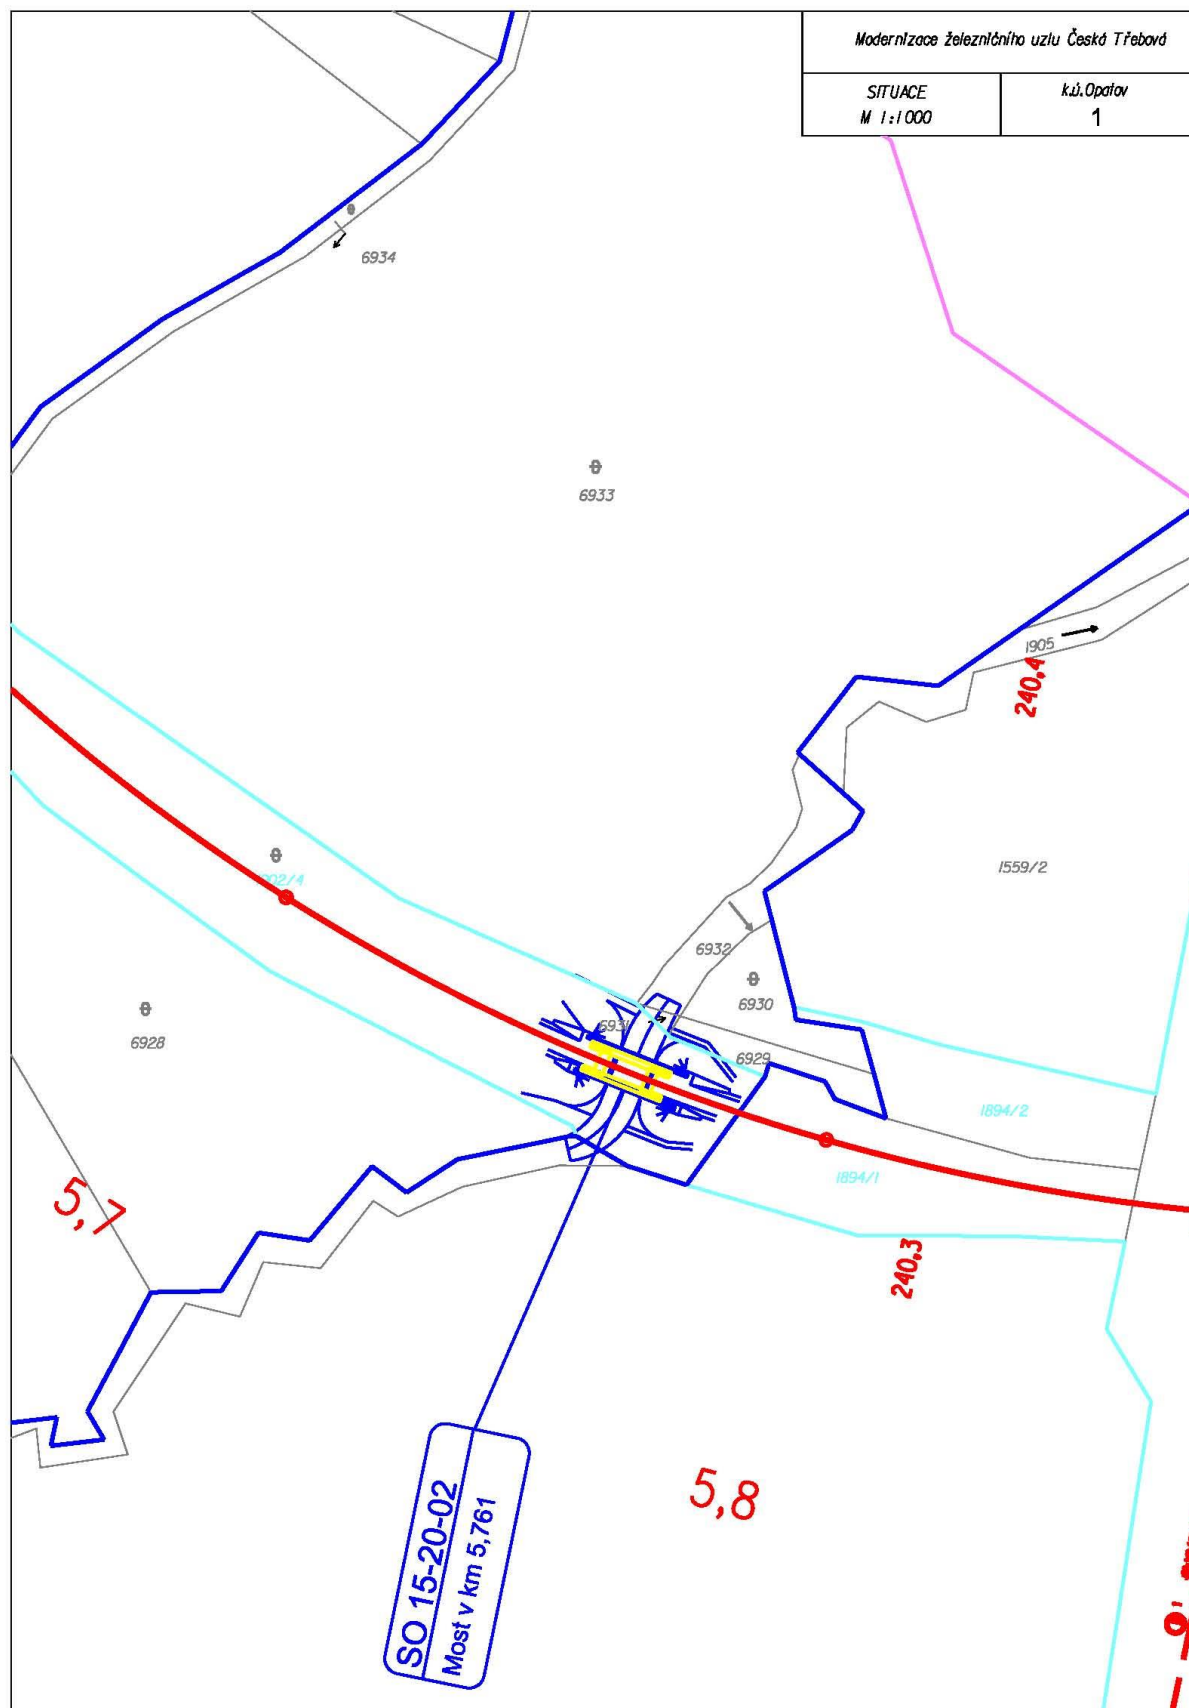 Modernizace železničního uzlu Česká Třebová
SITUACE
M 1:1000
k.ú.Opatov
1
6934
6933
1905
240,4
1559/2
6932
6930
6931
6929
6928
1894/2
1894/1
5,7
240,3
5,8
SO 15-20-02
Most v km 5,761